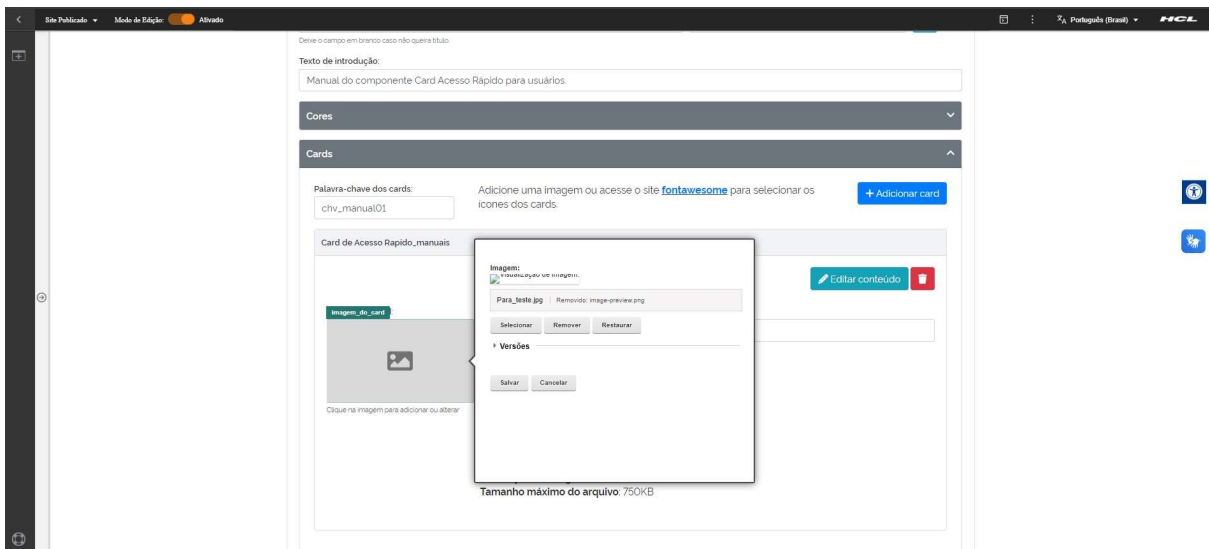 Site Publicado
Modo de Edição: Ativado
Português (Brasil)
HCL
Deixe o campo em branco caso não queira título.
Texto de introdução:
Manual do componente Card Acesso Rápido para usuários.
Cores
Cards
Palavra-chave dos cards:
chv_manual01
Adicione uma imagem ou acesse o site fontawesome para selecionar os
ícones dos cards.
+ Adicionar card
Card de Acesso Rapido_manuais
Editar conteúdo
imagem_do_card
Clique na imagem para adicionar ou alterar
Imagem:
Visualização de imagem.
Para_teste.jpg
Removido: image-preview.png
Selecionar
Remover
Restaurar
Versões
Salvar
Cancelar
Tamanho máximo do arquivo: 750KB